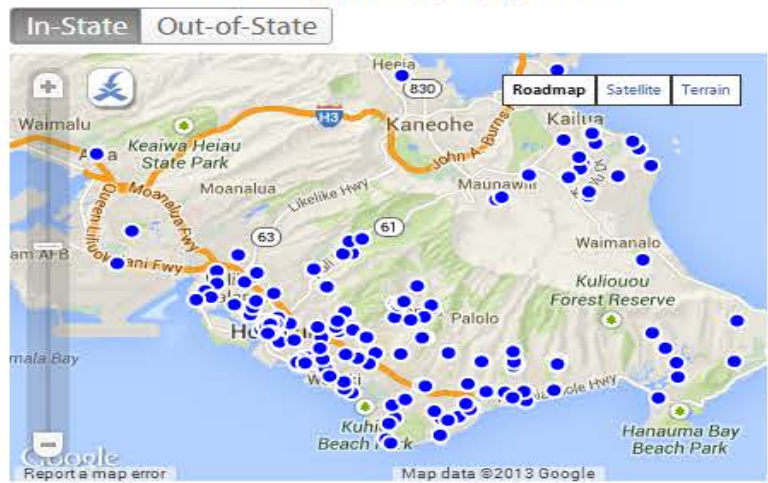 In-State Out-of-State
Heeia
830
Roadmap Satellite Terrain
Waimalu
H3
Kaneohe
Kailua
Keaiwa Heiau
State Park
John A. Burns
Moanalua
Likelike Hwy
Maunawili
Moanalua Fwy
61
63
Waimanalo
Queen Liliuokalani Fwy
Kuliouou
Forest Reserve
Palolo
Hwy
Beach Park
Hanauma Bay
Beach Park
Google
Report a map error
Map data ©2013 Google